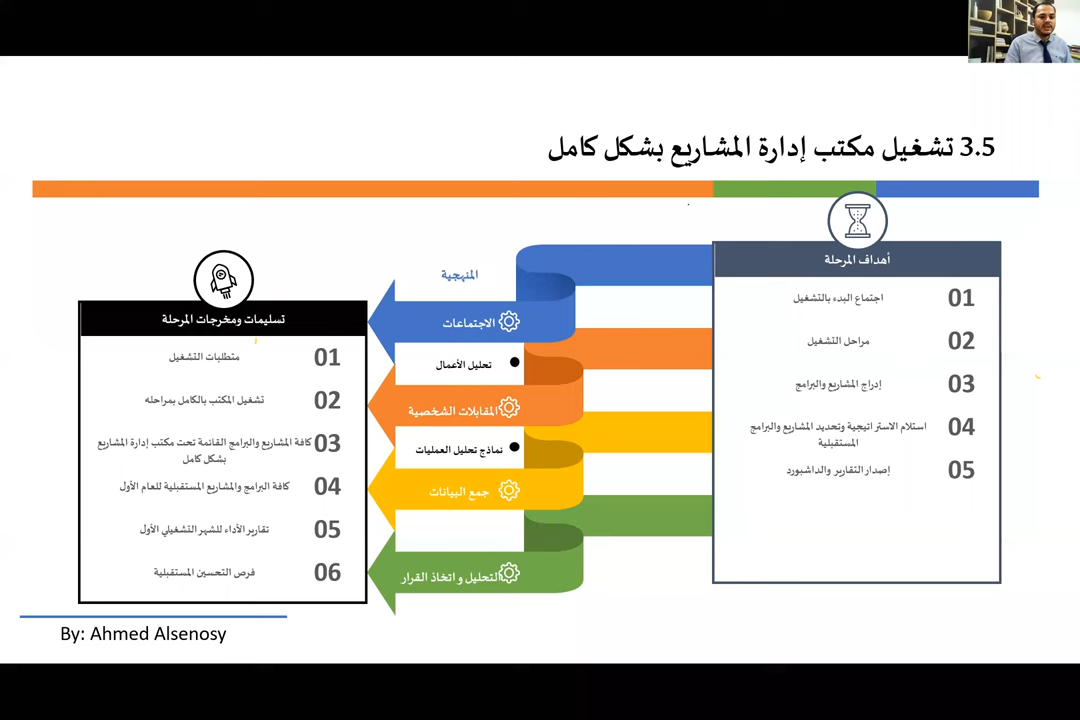 3.5 تشغيل مكتب إدارة المشاريع بشكل كامل
أهداف المرحلة
01 اجتماع البدء بالتشغيل
02 مراحل التشغيل
03 إدراج المشاريع والبرامج
04 استلام الاستراتيجية وتحديد المشاريع والبرامج
المستقبلية
05 إصدار التقارير والداشبورد
المنهجية
الاجتماعات
تحليل الأعمال
المقابلات الشخصية
نماذج تحليل العمليات
جمع البيانات
التحليل واتخاذ القرار
تسليمات ومخرجات المرحلة
01 متطلبات التشغيل
02 تشغيل المكتب بالكامل بمراحله
03 كافة المشاريع والبرامج القائمة تحت مكتب إدارة المشاريع
بشكل كامل
04 كافة البرامج والمشاريع المستقبلية للعام الأول
05 تقارير الأداء للشهر التشغيلي الأول
06 فرص التحسين المستقبلية
By: Ahmed Alsenosy